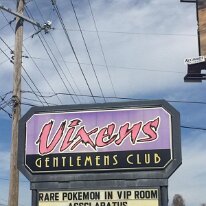 Vixens
GENTLEMENS CLUB
RARE POKEMON IN VIP ROOM